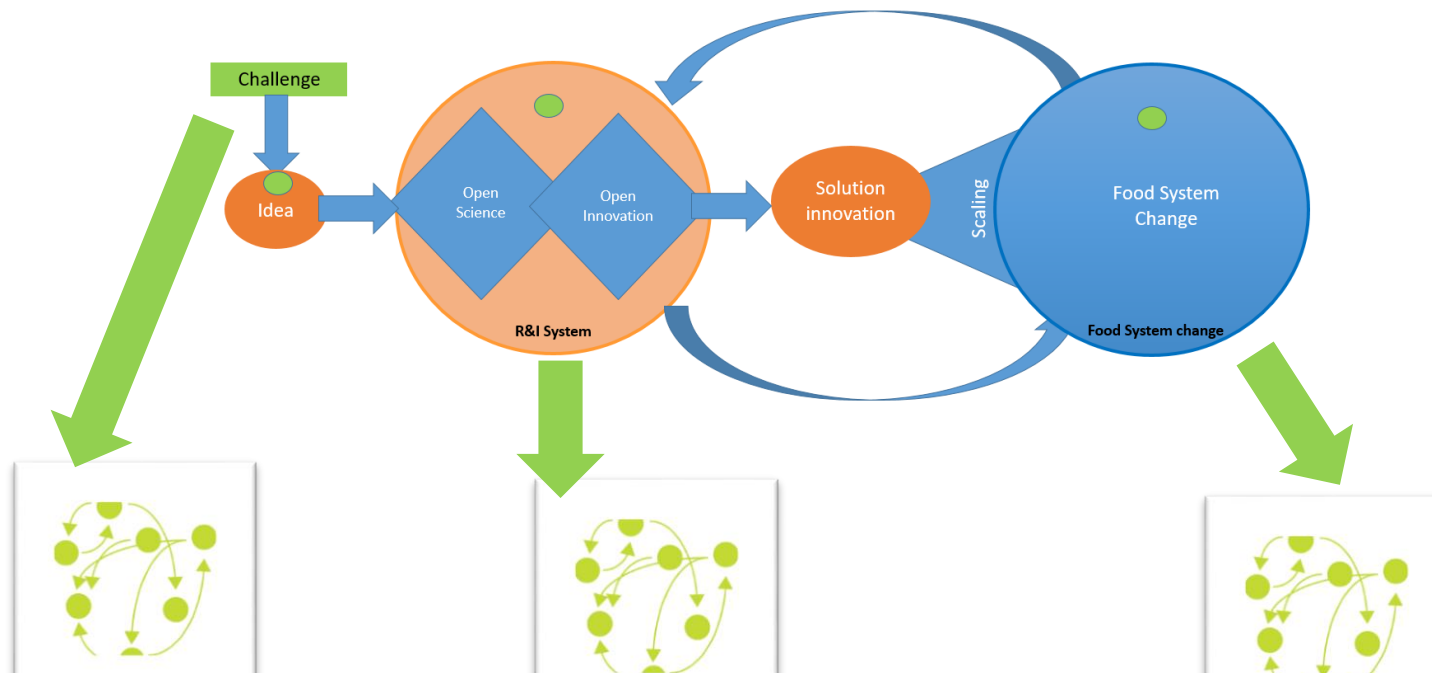 Challenge
Idea
Open
Science
Open
Innovation
R&I System
Solution
innovation
Scaling
Food System
Change
Food System change